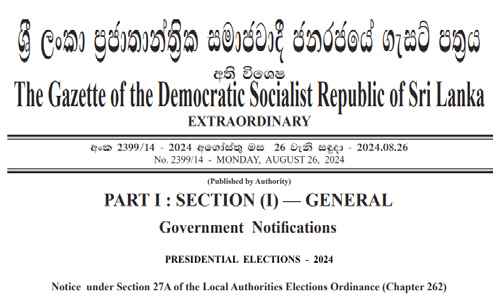 ශ්‍රී ලංකා ප්‍රජාතාන්ත්‍රික සමාජවාදී ජනරජයේ ගැසට් පත්‍රය
අති විශෙෂ
The Gazette of the Democratic Socialist Republic of Sri Lanka
EXTRAORDINARY
අංක 2399/14 - 2024 අගෝස්තු මස 26 වැනි සඳුදා - 2024.08.26
No. 2399/14 - MONDAY, AUGUST 26, 2024
(Published by Authority)
PART I : SECTION (I) — GENERAL
Government Notifications
PRESIDENTIAL ELECTIONS - 2024
Notice under Section 27A of the Local Authorities Elections Ordinance (Chapter 262)